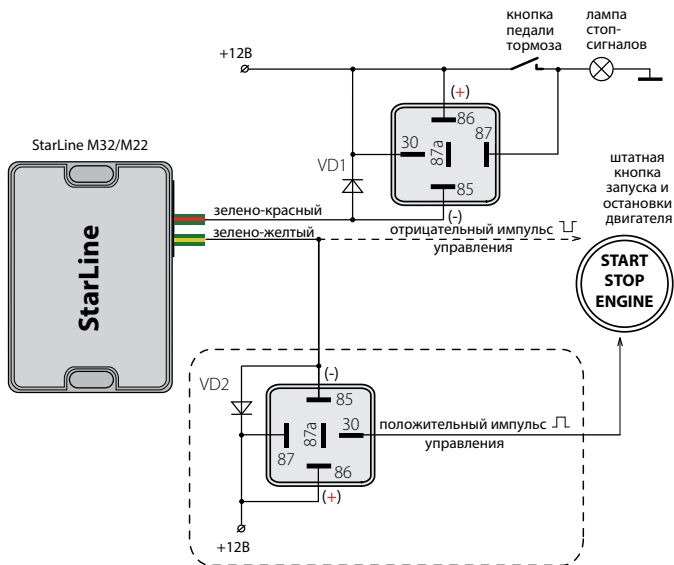 кнопка
педали
тормоза
лампа
стоп-
сигналов
+12В
(+)
86
30
87a
87
85
(-)
VD1
StarLine M32/M22
StarLine
зелено-красный
зелено-желтый
отрицательный импульс
управления
штатная
кнопка
запуска и
остановки
двигателя
START
STOP
ENGINE
VD2
(-)
85
87a
30
87
86
(+)
положительный импульс
управления
+12В